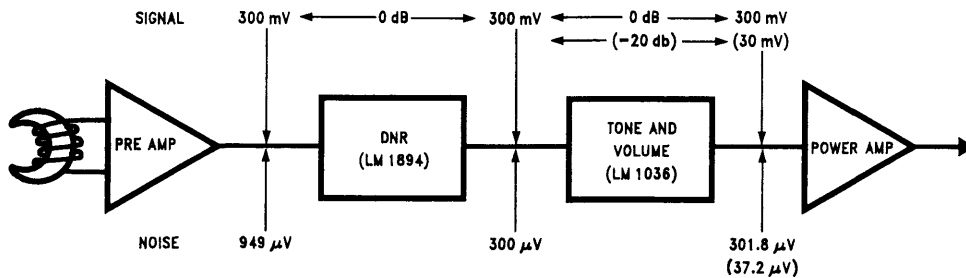 SIGNAL 300 mV 0 dB 300 mV 0 dB 300 mV
(-20 db) (30 mV)
PRE AMP
DNR
(LM 1894)
TONE AND
VOLUME
(LM 1036)
POWER AMP
NOISE 949 μV 300 μV 301.8 μV
(37.2 μV)